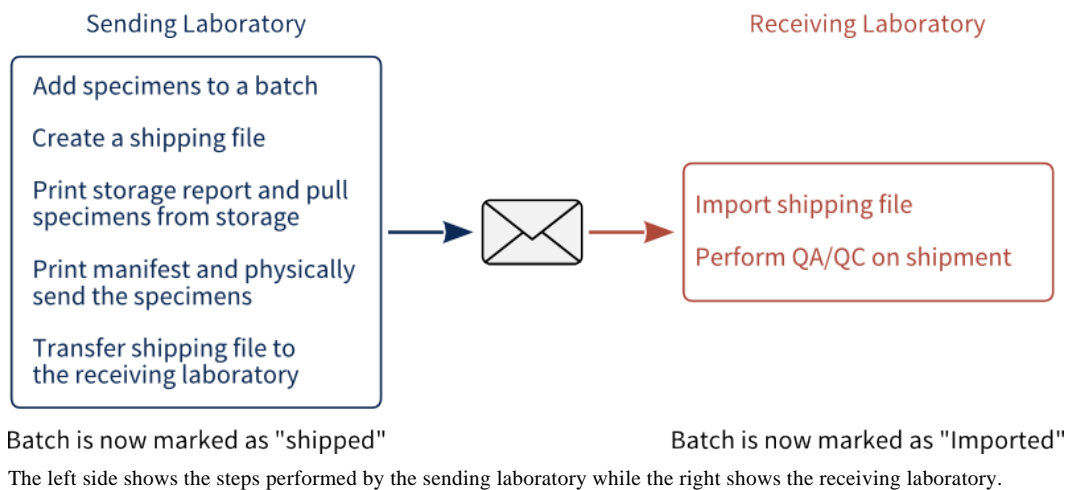 Sending Laboratory
Add specimens to a batch
Create a shipping file
Print storage report and pull
specimens from storage
Print manifest and physically
send the specimens
Transfer shipping file to
the receiving laboratory
Batch is now marked as "shipped"
Receiving Laboratory
Import shipping file
Perform QA/QC on shipment
Batch is now marked as "Imported"
The left side shows the steps performed by the sending laboratory while the right shows the receiving laboratory.